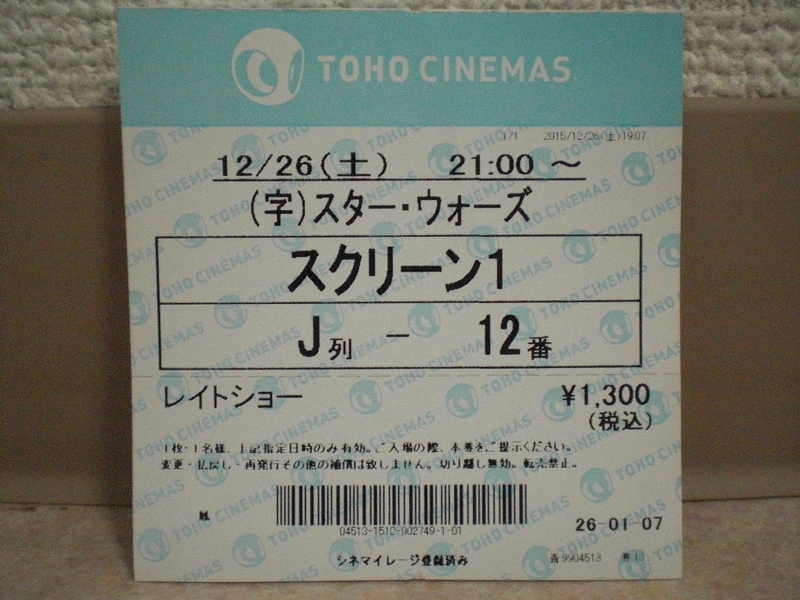 TOHO CINEMAS
1/1 2015/12/26(土)19:07
12/26(土) 21:00 ～
(字)スター・ウォーズ
スクリーン1
J列 － 12番
レイトショー ¥1,300
(税込)
1枚・1名様、上記指定日時のみ有効。ご入場の際、本券をご提示ください。
変更・払戻し・再発行その他の補償は致しません。切り離し無効。転売禁止。
04513-1512-002749-1-01
26-01-07
シネマイレージ登録済み